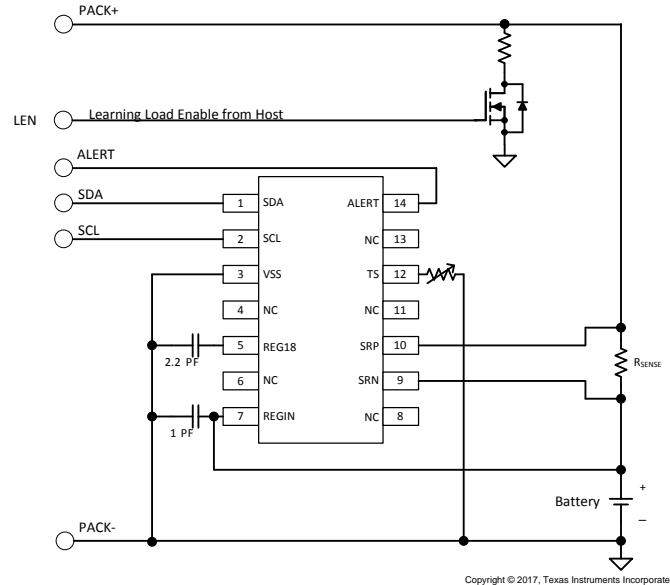 PACK+
LEN
Learning Load Enable from Host
ALERT
SDA
SCL
1 SDA ALERT 14
2 SCL NC 13
3 VSS TS 12
4 NC NC 11
5 REG18 SRP 10
2.2 PF
6 NC SRN 9
7 REGIN NC 8
1 PF
RSENSE
Battery
+
–
PACK-
Copyright © 2017, Texas Instruments Incorporate